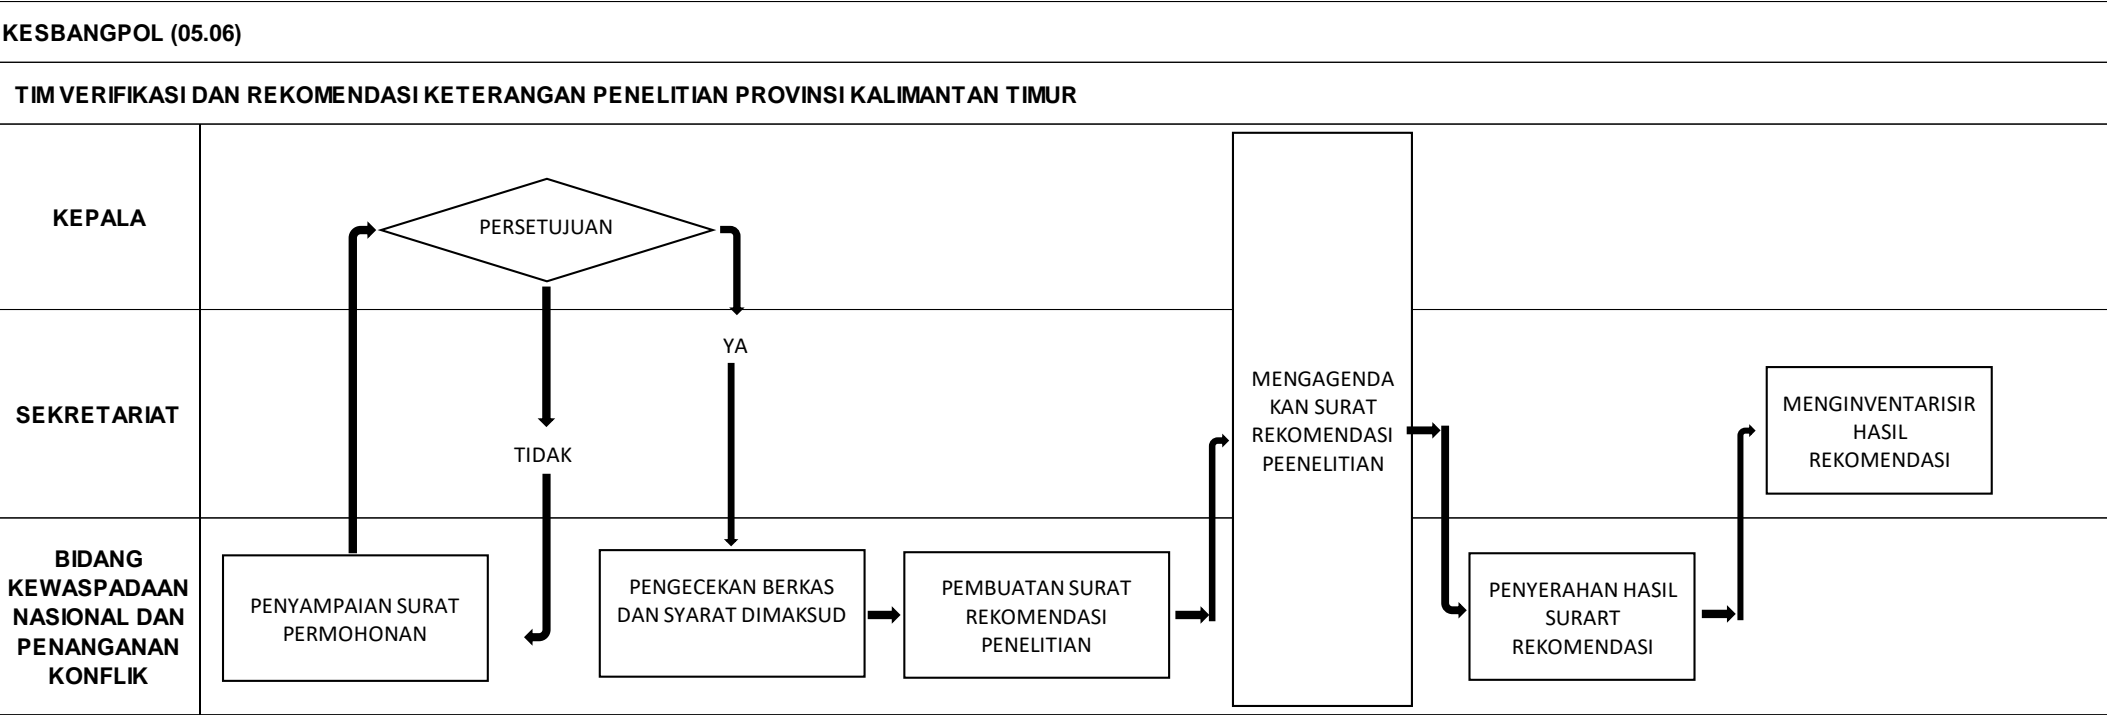 KESBANGPOL (05.06)
TIM VERIFIKASI DAN REKOMENDASI KETERANGAN PENELITIAN PROVINSI KALIMANTAN TIMUR
KEPALA
PERSETUJUAN
SEKRETARIAT
YA
TIDAK
MENGAGENDA
KAN SURAT
REKOMENDASI
PEENELITIAN
MENGINVENTARISIR
HASIL
REKOMENDASI
BIDANG
KEWASPADAAN
NASIONAL DAN
PENANGANAN
KONFLIK
PENYAMPAIAN SURAT
PERMOHONAN
PENGECEKAN BERKAS
DAN SYARAT DIMAKSUD
PEMBUATAN SURAT
REKOMENDASI
PENELITIAN
PENYERAHAN HASIL
SURART
REKOMENDASI